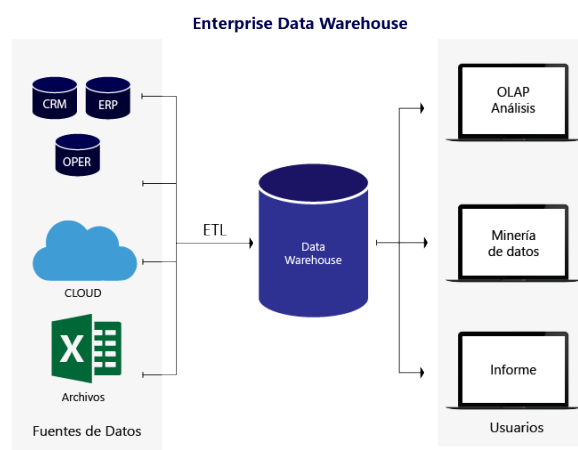 Enterprise Data Warehouse
CRM
ERP
OPER
CLOUD
X
Archivos
Fuentes de Datos
ETL
Data
Warehouse
OLAP
Análisis
Minería
de datos
Informe
Usuarios